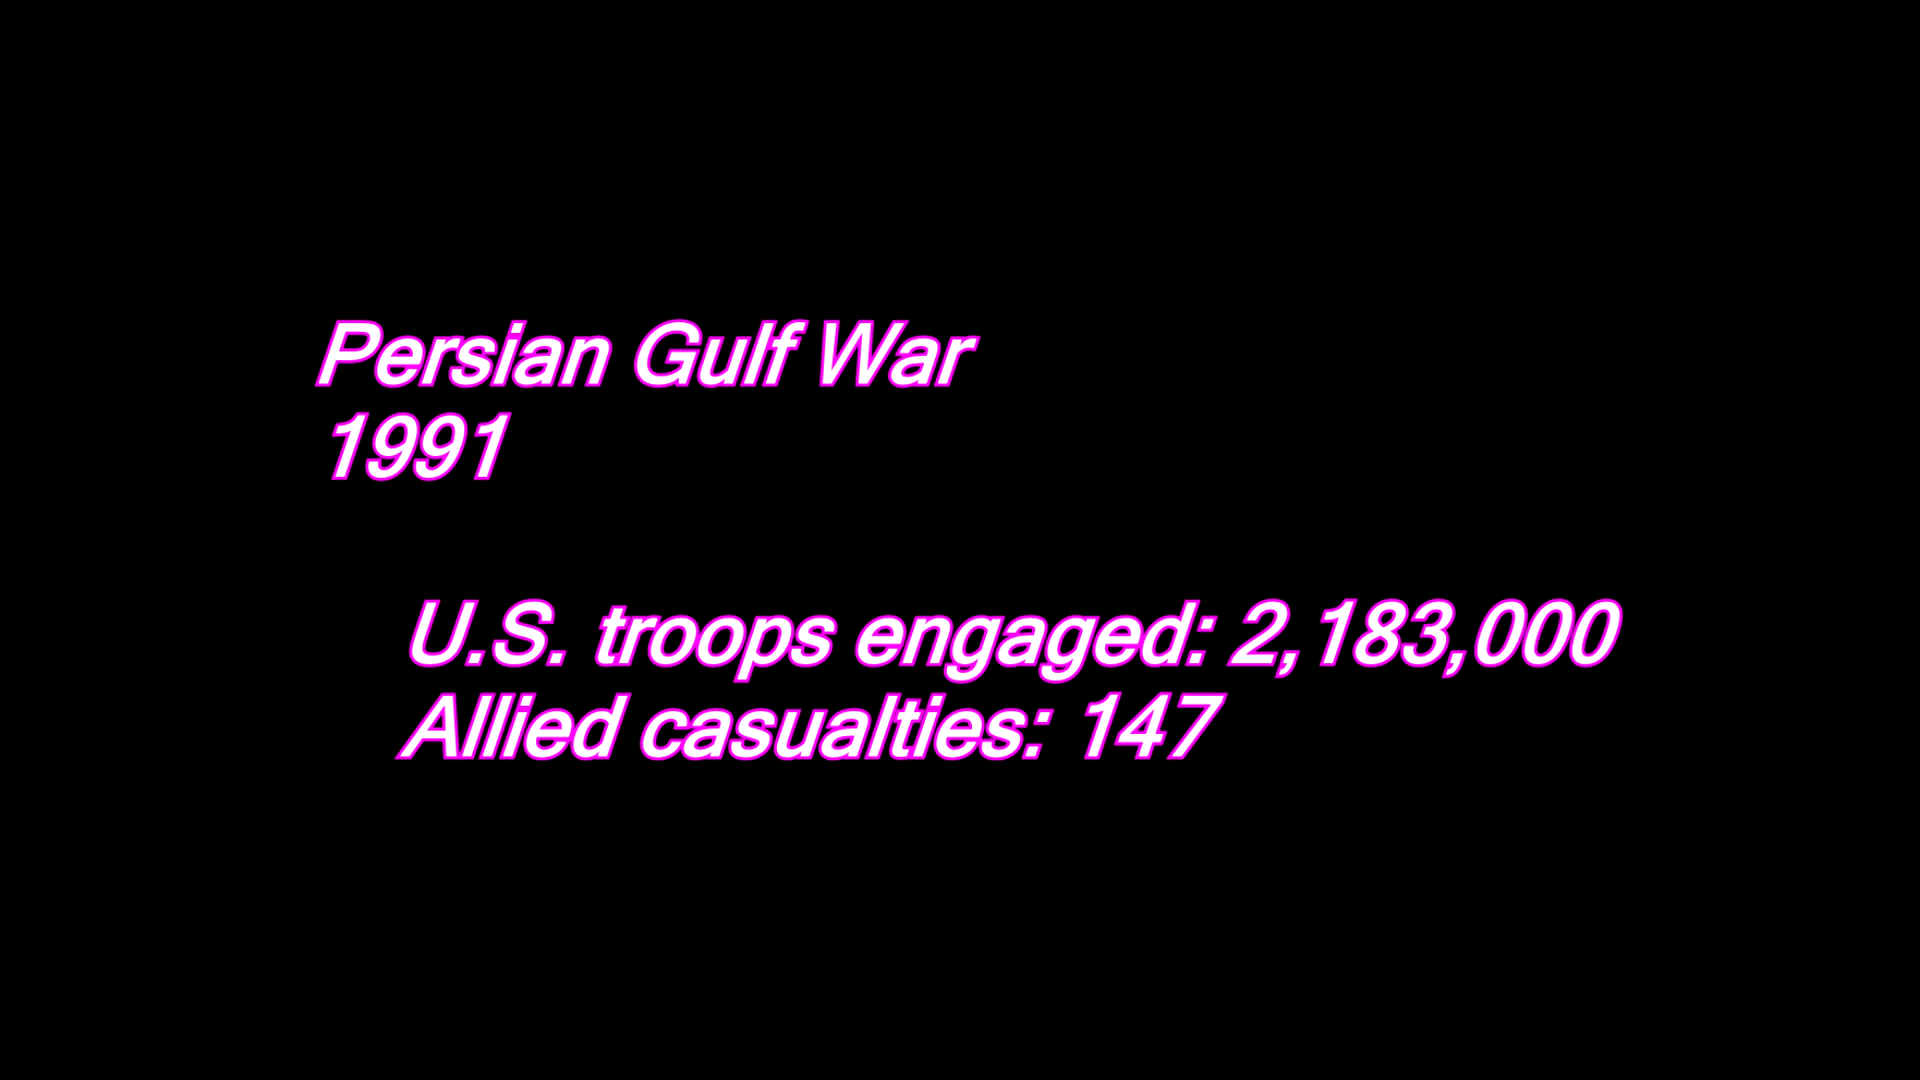 Persian Gulf War
1991
U.S. troops engaged: 2,183,000
Allied casualties: 147